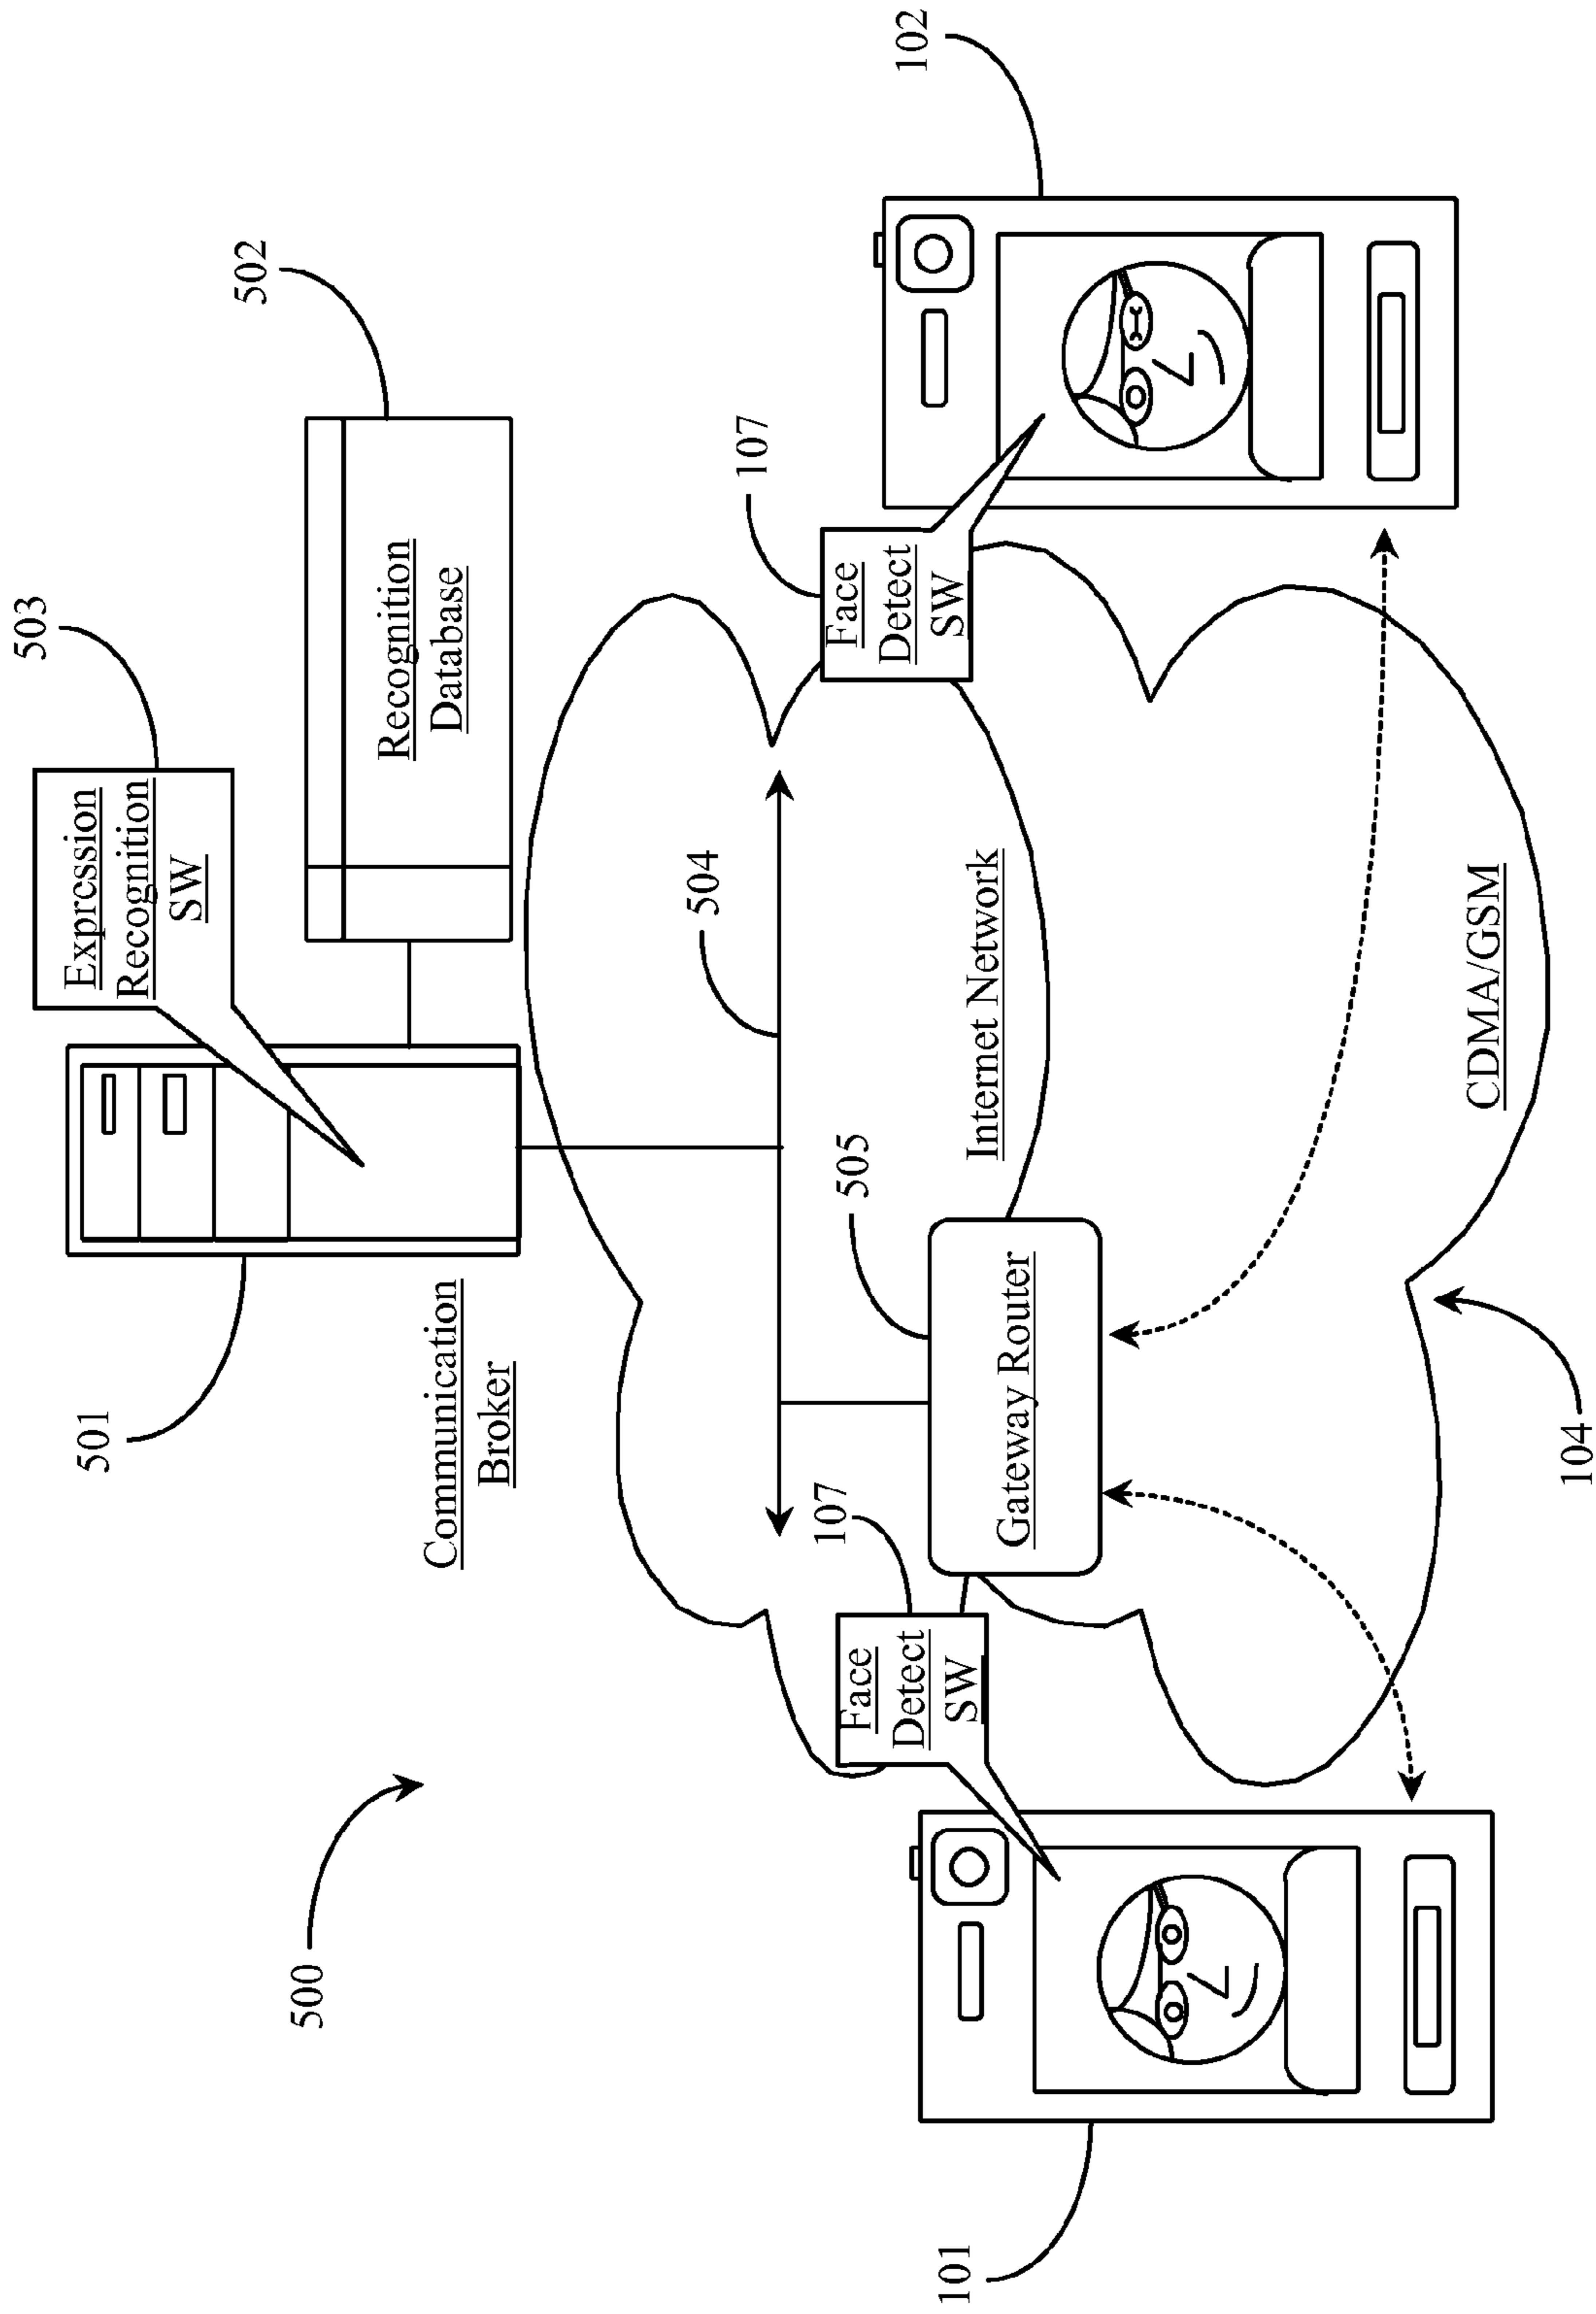 503
Expression
Recognition
SW
502
501
Recognition
Database
Communication
Broker
500
504
107
Face
Detect
SW
102
505
Internet Network
107
Face
Detect
SW
Gateway Router
101
CDMA/GSM
104